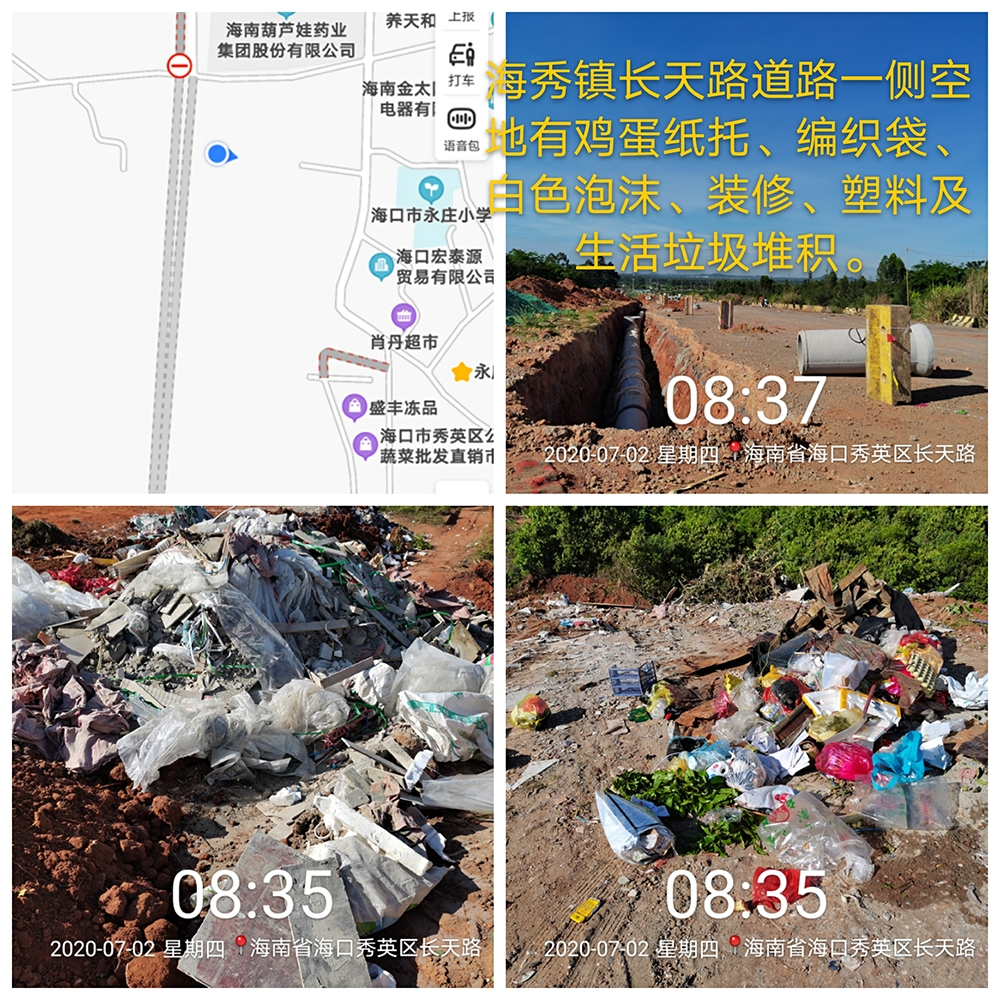 海南葫芦娃药业
集团股份有限公司
养天和
上报
打车
语音包
海南金太
电器有
海口市永庄小学
海口宏泰源
贸易有限公司
肖丹超市
永
盛丰冻品
海口市秀英区公
蔬菜批发直销市
海秀镇长天路道路一侧空
地有鸡蛋纸托、编织袋、
白色泡沫、装修、塑料及
生活垃圾堆积。
08:37
2020-07-02 星期四 海南省海口秀英区长天路
08:35
2020-07-02 星期四 海南省海口秀英区长天路
08:35
2020-07-02 星期四 海南省海口秀英区长天路